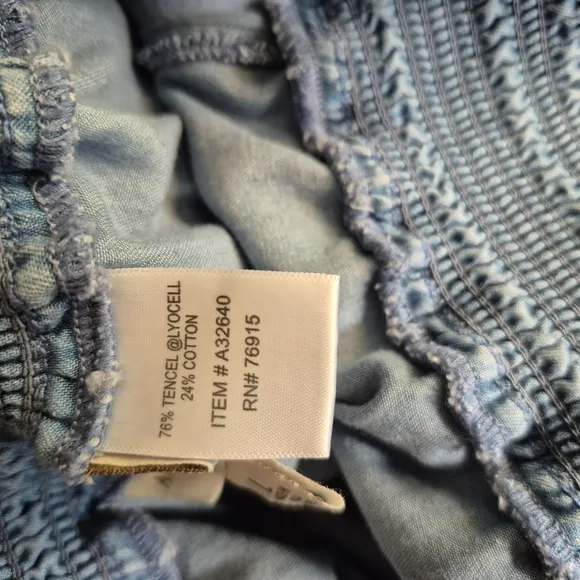 76% TENCEL @LYOCELL
24% COTTON
ITEM # A32640
RN# 76915